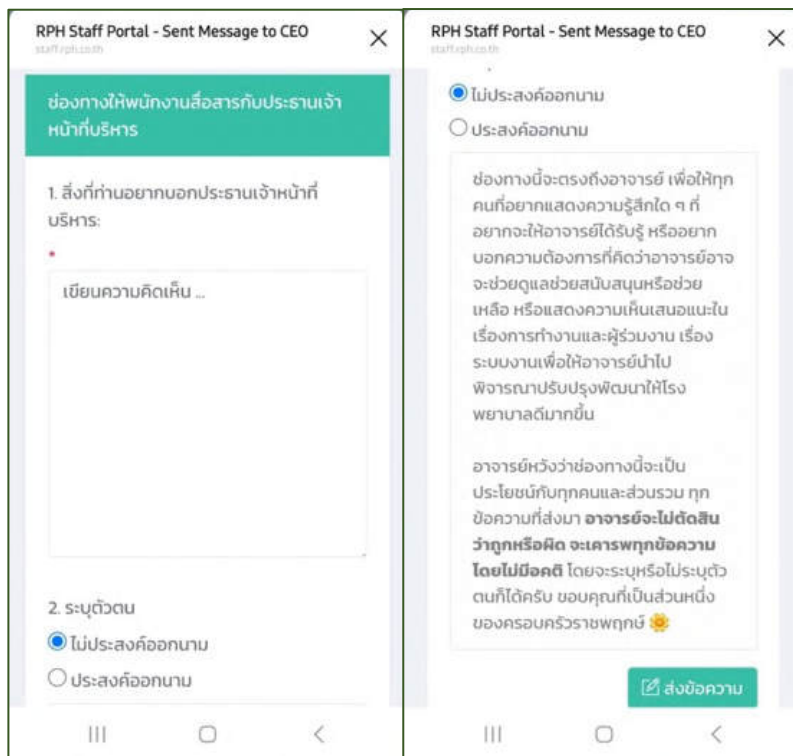 RPH Staff Portal - Sent Message to CEO
staff.rph.co.th
ช่องทางให้พนักงานสื่อสารกับประธานเจ้า
หน้าที่บริหาร
1. สิ่งที่ท่านอยากบอกประธานเจ้าหน้าที่
บริหาร:
*
เขียนความคิดเห็น ...
2. ระบุตัวตน
ไม่ประสงค์ออกนาม
ประสงค์ออกนาม
RPH Staff Portal - Sent Message to CEO
staff.rph.co.th
ไม่ประสงค์ออกนาม
ประสงค์ออกนาม
ช่องทางนี้จะตรงถึงอาจารย์ เพื่อให้ทุก
คนที่อยากแสดงความรู้สึกใด ๆ ที่
อยากจะให้อาจารย์ได้รับรู้ หรืออยาก
บอกความต้องการที่คิดว่าอาจารย์อาจ
จะช่วยดูแลช่วยสนับสนุนหรือช่วย
เหลือ หรือแสดงความเห็นเสนอแนะใน
เรื่องการทำงานและผู้ร่วมงาน เรื่อง
ระบบงานเพื่อให้อาจารย์นำไป
พิจารณาปรับปรุงพัฒนาให้โรง
พยาบาลดีมากขึ้น
อาจารย์หวังว่าช่องทางนี้จะเป็น
ประโยชน์กับทุกคนและส่วนรวม ทุก
ข้อความที่ส่งมา อาจารย์จะไม่ตัดสิน
ว่าถูกหรือผิด จะเคารพทุกข้อความ
โดยไม่มีอคติ โดยจะระบุหรือไม่ระบุตัว
ตนก็ได้ครับ ขอบคุณที่เป็นส่วนหนึ่ง
ของครอบครัวราชพฤกษ์ 🌼
ส่งข้อความ